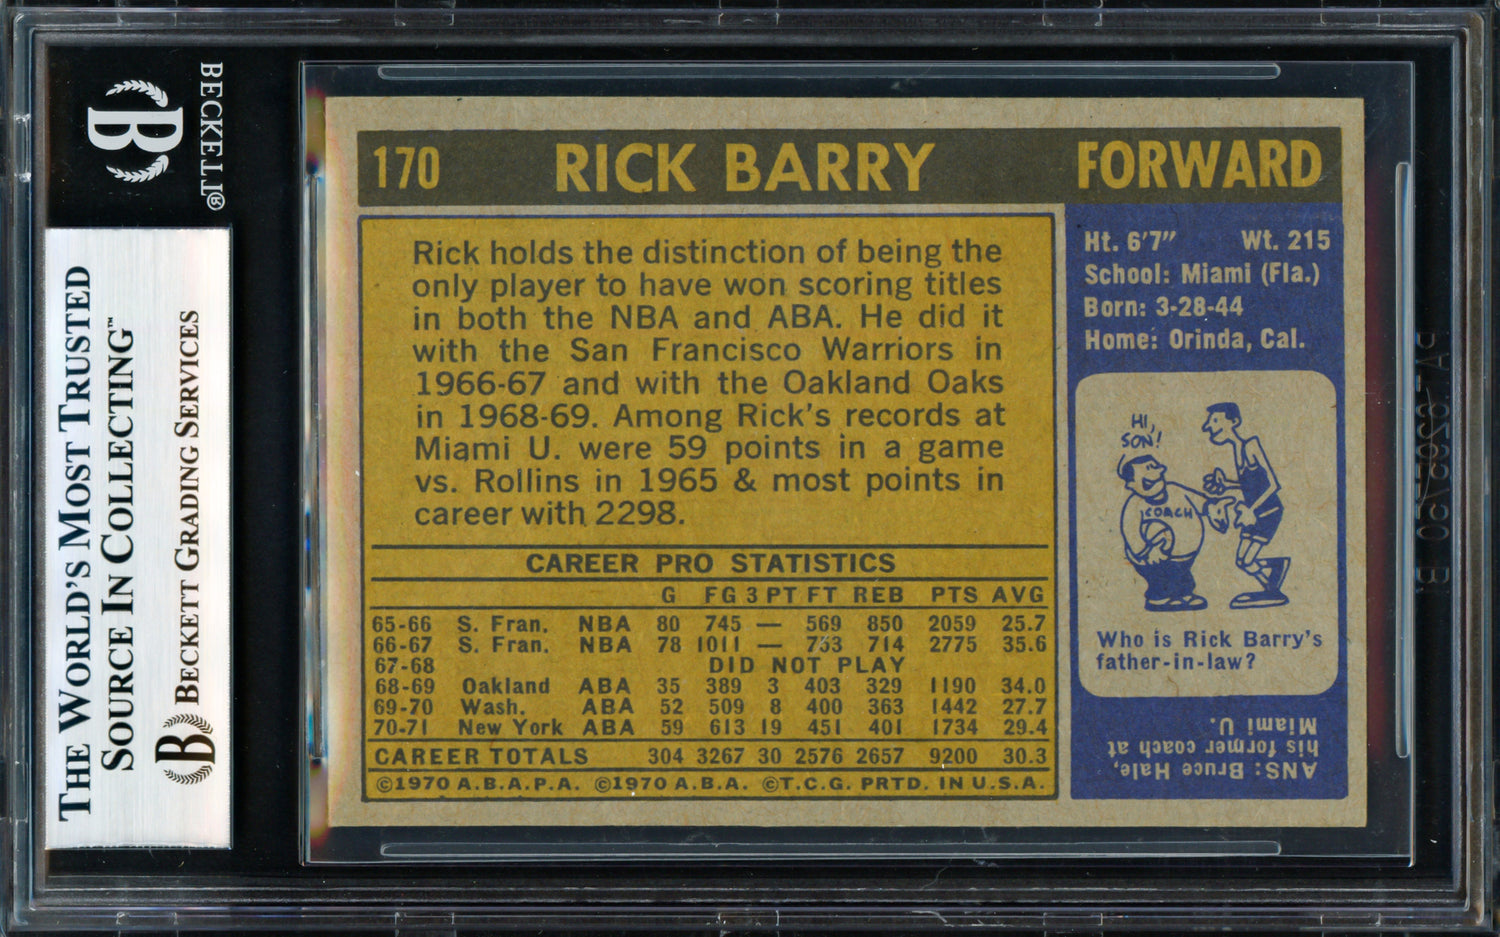 BECKETT®
B
THE WORLD'S MOST TRUSTED
SOURCE IN COLLECTING™
B BECKETT GRADING SERVICES
170 RICK BARRY FORWARD
Rick holds the distinction of being the
only player to have won scoring titles
in both the NBA and ABA. He did it
with the San Francisco Warriors in
1966-67 and with the Oakland Oaks
in 1968-69. Among Rick's records at
Miami U. were 59 points in a game
vs. Rollins in 1965 & most points in
career with 2298.
CAREER PRO STATISTICS
G FG 3 PT FT REB PTS AVG
65-66 S. Fran. NBA 80 745 — 569 850 2059 25.7
66-67 S. Fran. NBA 78 1011 — 753 714 2775 35.6
67-68 DID NOT PLAY
68-69 Oakland ABA 35 389 3 403 329 1190 34.0
69-70 Wash. ABA 52 509 8 400 363 1442 27.7
70-71 New York ABA 59 613 19 451 401 1734 29.4
CAREER TOTALS 304 3267 30 2576 2657 9200 30.3
©1970 A.B.A.P.A. ©1970 A.B.A. ©T.C.G. PRTD. IN U.S.A.
Ht. 6'7" Wt. 215
School: Miami (Fla.)
Born: 3-28-44
Home: Orinda, Cal.
HI,
SON!
COACH
Who is Rick Barry's
father-in-law?
ANS: Bruce Hale,
his former coach at
Miami U.